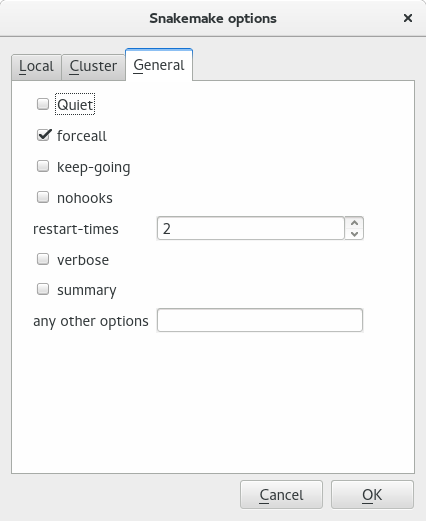 Snakemake options
Local Cluster General
Quiet
forceall
keep-going
nohooks
restart-times 2
verbose
summary
any other options
Cancel OK